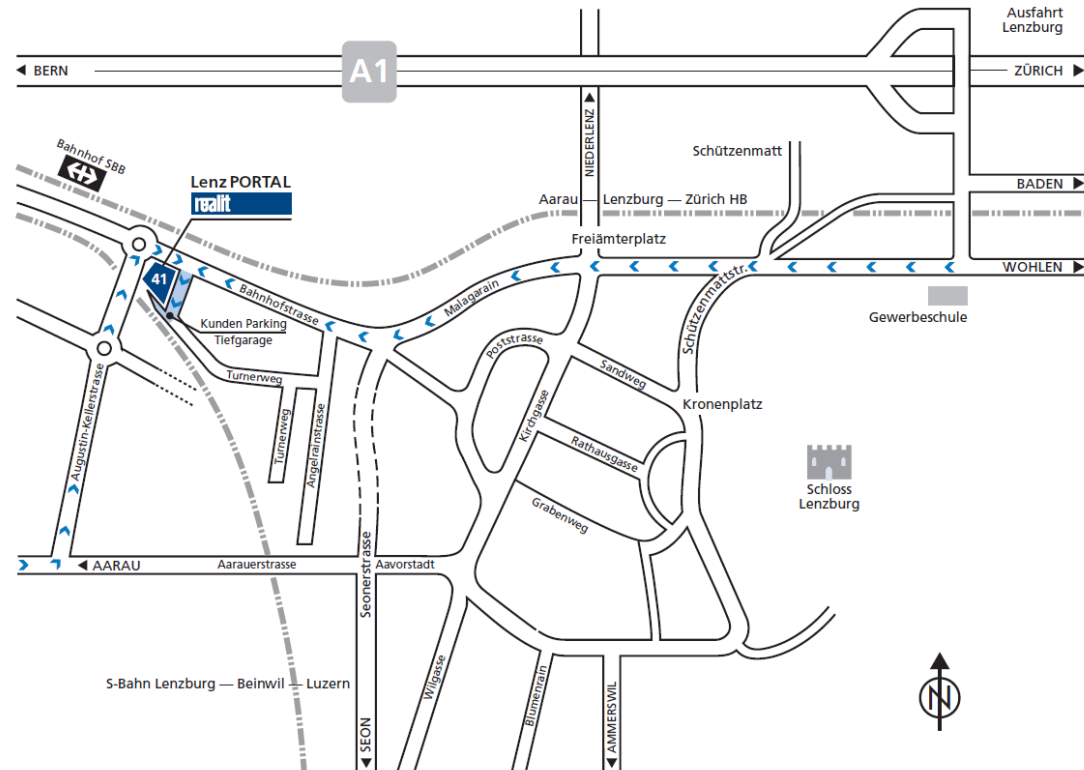 Ausfahrt
Lenzburg
BERN
A1
ZÜRICH
Bahnhof SBB
NIEDERLENZ
Schützenmatt
Lenz PORTAL
realit
BADEN
Aarau — Lenzburg — Zürich HB
Freiämterplatz
WOHLEN
41
Bahnhofstrasse
Malagarain
Schützenmattstr.
Gewerbeschule
Kunden Parking
Tiefgarage
Poststrasse
Sandweg
Turnerweg
Kronenplatz
Augustin-Kellerstrasse
Turnerweg
Angelrainstrasse
Kirchgasse
Rathausgasse
Schloss
Lenzburg
Grabenweg
AARAU
Aarauerstrasse
Seonerstrasse
Aavorstadt
S-Bahn Lenzburg — Beinwil — Luzern
Wilgasse
Blumenrain
SEON
AMMERSWIL
N